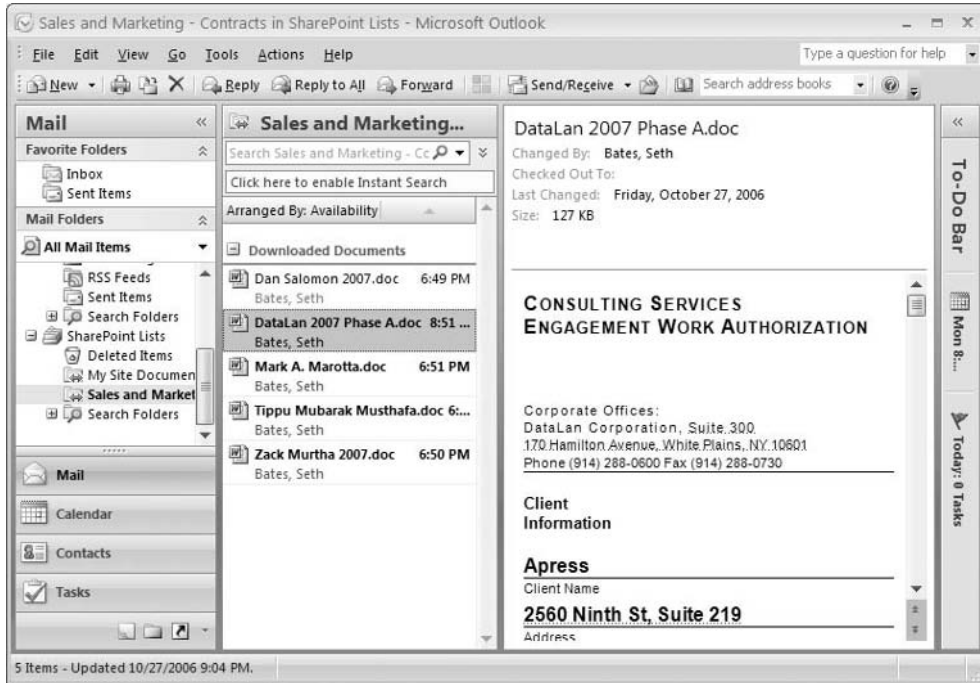 Sales and Marketing - Contracts in SharePoint Lists - Microsoft Outlook
File Edit View Go Tools Actions Help
Type a question for help
New Reply Reply to All Forward Send/Receive Search address books
Mail
Favorite Folders
Inbox
Sent Items
Mail Folders
All Mail Items
RSS Feeds
Sent Items
Search Folders
SharePoint Lists
Deleted Items
My Site Documen
Sales and Market
Search Folders
Mail
Calendar
Contacts
Tasks
Sales and Marketing...
Search Sales and Marketing - Cc
Click here to enable Instant Search
Arranged By: Availability
Downloaded Documents
Dan Salomon 2007.doc 6:49 PM
Bates, Seth
DataLan 2007 Phase A.doc 8:51 ...
Bates, Seth
Mark A. Marotta.doc 6:51 PM
Bates, Seth
Tippu Mubarak Musthafa.doc 6:...
Bates, Seth
Zack Murtha 2007.doc 6:50 PM
Bates, Seth
DataLan 2007 Phase A.doc
Changed By: Bates, Seth
Checked Out To:
Last Changed: Friday, October 27, 2006
Size: 127 KB
CONSULTING SERVICES
ENGAGEMENT WORK AUTHORIZATION
Corporate Offices:
DataLan Corporation, Suite 300
170 Hamilton Avenue, White Plains, NY 10601
Phone (914) 288-0600 Fax (914) 288-0730
Client
Information
Apress
Client Name
2560 Ninth St, Suite 219
Address
To-Do Bar
Mon 8:...
Today: 0 Tasks
5 Items - Updated 10/27/2006 9:04 PM.